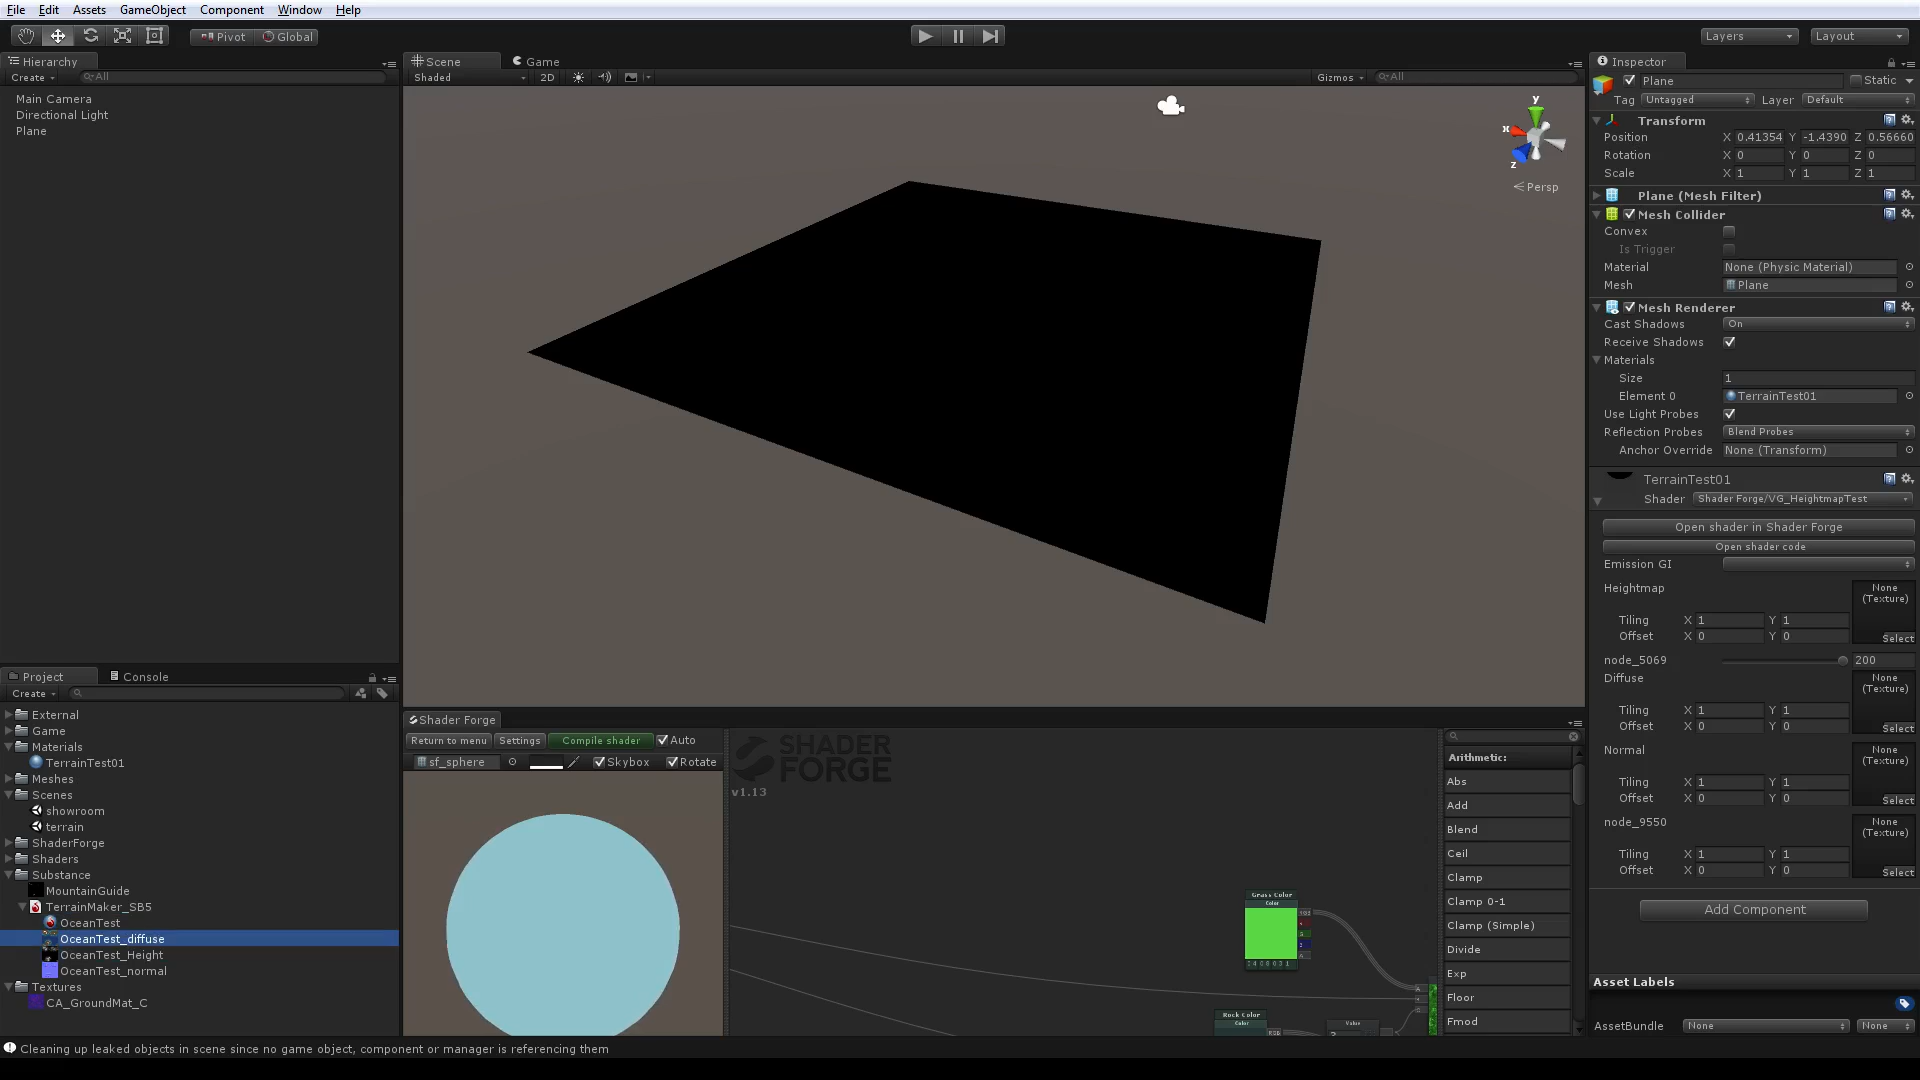 File Edit Assets GameObject Component Window Help
Pivot Global Layers Layout
Hierarchy
Create All
Main Camera
Directional Light
Plane
Scene Game
Shaded 2D Gizmos All
y
x
z
Persp
Project Console
Create
External
Game
Materials
TerrainTest01
Meshes
Scenes
showroom
terrain
ShaderForge
Shaders
Substance
MountainGuide
TerrainMaker_SB5
OceanTest
OceanTest_diffuse
OceanTest_Height
OceanTest_normal
Textures
CA_GroundMat_C
Shader Forge
Return to menu Settings Compile shader Auto
sf_sphere Skybox Rotate
SHADER
FORGE
v1.13
Grass Color
Color
Rock Color
Color
RGB
Value
Arithmetic:
Abs
Add
Blend
Ceil
Clamp
Clamp 0-1
Clamp (Simple)
Divide
Exp
Floor
Fmod
Inspector
Plane Static
Tag Untagged Layer Default
Transform
Position X 0.41354 Y -1.4390 Z 0.56660
Rotation X 0 Y 0 Z 0
Scale X 1 Y 1 Z 1
Plane (Mesh Filter)
Mesh Collider
Convex
Is Trigger
Material None (Physic Material)
Mesh Plane
Mesh Renderer
Cast Shadows On
Receive Shadows
Materials
Size 1
Element 0 TerrainTest01
Use Light Probes
Reflection Probes Blend Probes
Anchor Override None (Transform)
TerrainTest01
Shader Shader Forge/VG_HeightmapTest
Open shader in Shader Forge
Open shader code
Emission GI
Heightmap None (Texture)
Tiling X 1 Y 1
Offset X 0 Y 0 Select
node_5069 200
Diffuse None (Texture)
Tiling X 1 Y 1
Offset X 0 Y 0 Select
Normal None (Texture)
Tiling X 1 Y 1
Offset X 0 Y 0 Select
node_9550 None (Texture)
Tiling X 1 Y 1
Offset X 0 Y 0 Select
Add Component
Asset Labels
AssetBundle None None
Cleaning up leaked objects in scene since no game object, component or manager is referencing them